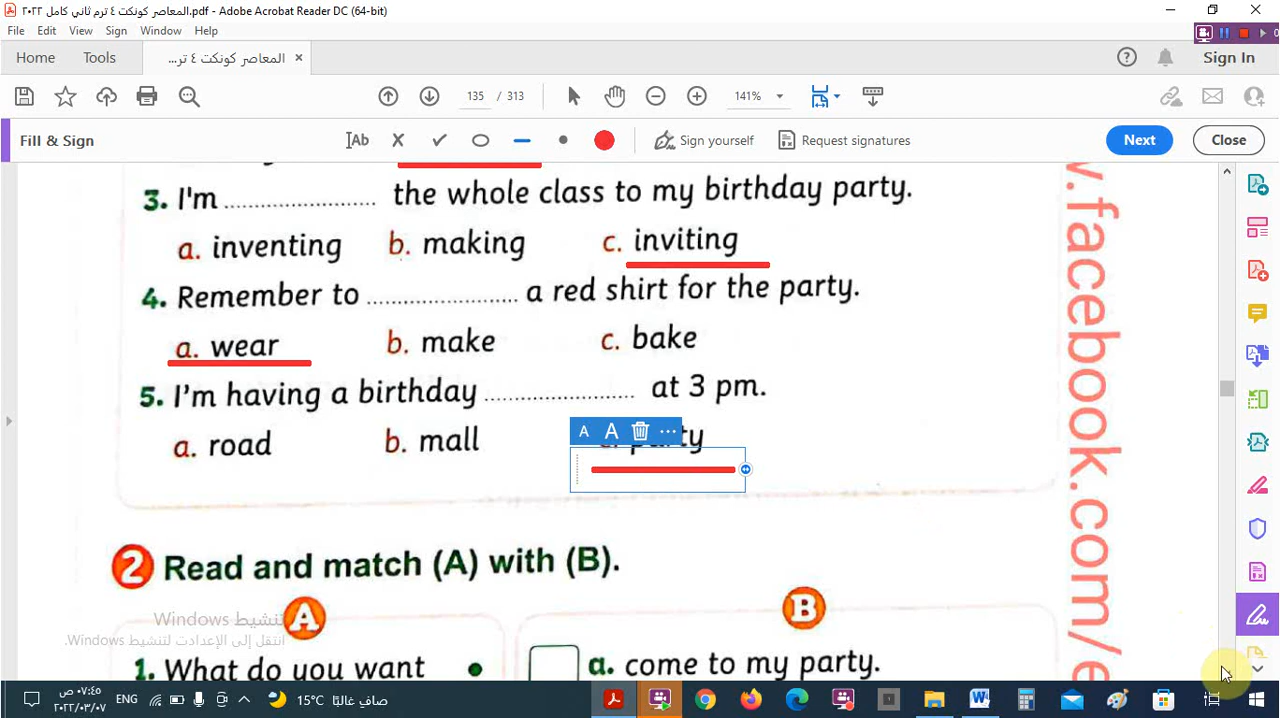 المعاصر كونكت ٤ ترم ثاني كامل ٢٠٢٢.pdf - Adobe Acrobat Reader DC (64-bit)
File Edit View Sign Window Help
Home Tools المعاصر كونكت ٤ تر... × Sign In
135 / 313 141%
Fill & Sign Ab Sign yourself Request signatures Next Close
3. I'm .................... the whole class to my birthday party.
a. inventing b. making c. inviting
4. Remember to .................... a red shirt for the party.
a. wear b. make c. bake
5. I'm having a birthday .................... at 3 pm.
a. road b. mall c. party
A A ...
2 Read and match (A) with (B).
A B
1. What do you want a. come to my party.
w.facebook.com/e
تنشيط Windows
انتقل إلى الإعدادت لتنشيط Windows.
٠٧:٤٥ ص
٢٠٢٢/٠٣/٠٧
ENG
15°C صافي غالبًا